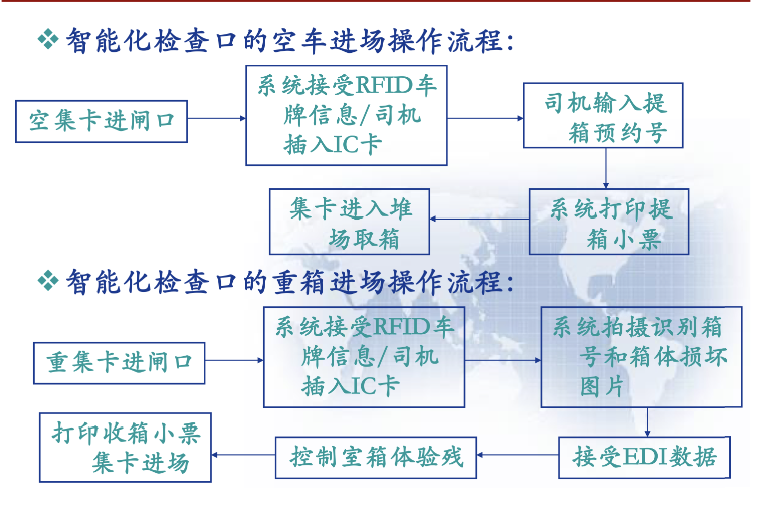 智能化检查口的空车进场操作流程：
空集卡进闸口
系统接受RFID车
牌信息/司机
插入IC卡
司机输入提
箱预约号
系统打印提
箱小票
集卡进入堆
场取箱
智能化检查口的重箱进场操作流程：
重集卡进闸口
系统接受RFID车
牌信息/司机
插入IC卡
系统拍摄识别箱
号和箱体损坏
图片
接受EDI数据
控制室箱体验残
打印收箱小票
集卡进场